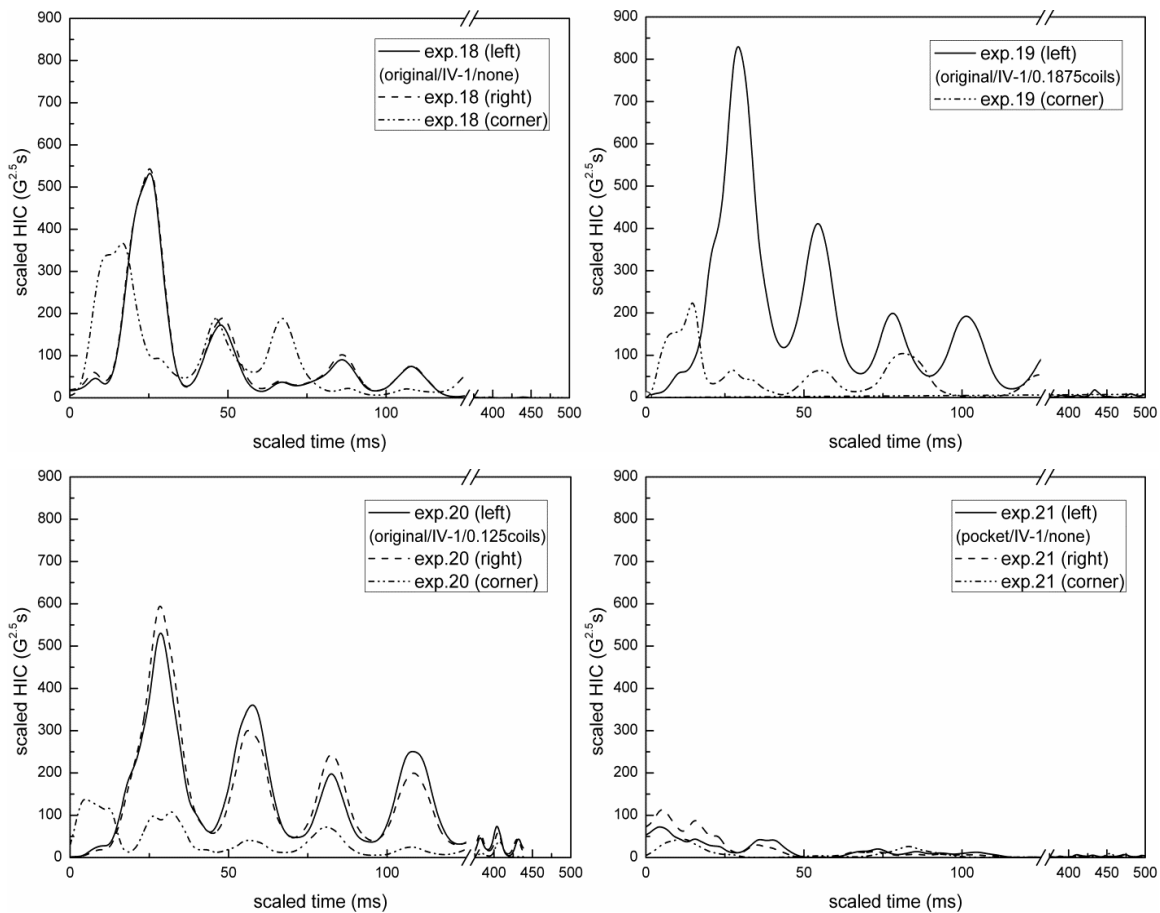 900
800
700
600
500
400
300
200
100
0
scaled HIC (G2.5s)
exp.18 (left)
(original/IV-1/none)
exp.18 (right)
exp.18 (corner)
0 50 100 400 450 500
scaled time (ms)
900
800
700
600
500
400
300
200
100
0
scaled HIC (G2.5s)
exp.19 (left)
(original/IV-1/0.1875coils)
exp.19 (corner)
0 50 100 400 450 500
scaled time (ms)
900
800
700
600
500
400
300
200
100
0
scaled HIC (G2.5s)
exp.20 (left)
(original/IV-1/0.125coils)
exp.20 (right)
exp.20 (corner)
0 50 100 400 450 500
scaled time (ms)
900
800
700
600
500
400
300
200
100
0
scaled HIC (G2.5s)
exp.21 (left)
(pocket/IV-1/none)
exp.21 (right)
exp.21 (corner)
0 50 100 400 450 500
scaled time (ms)